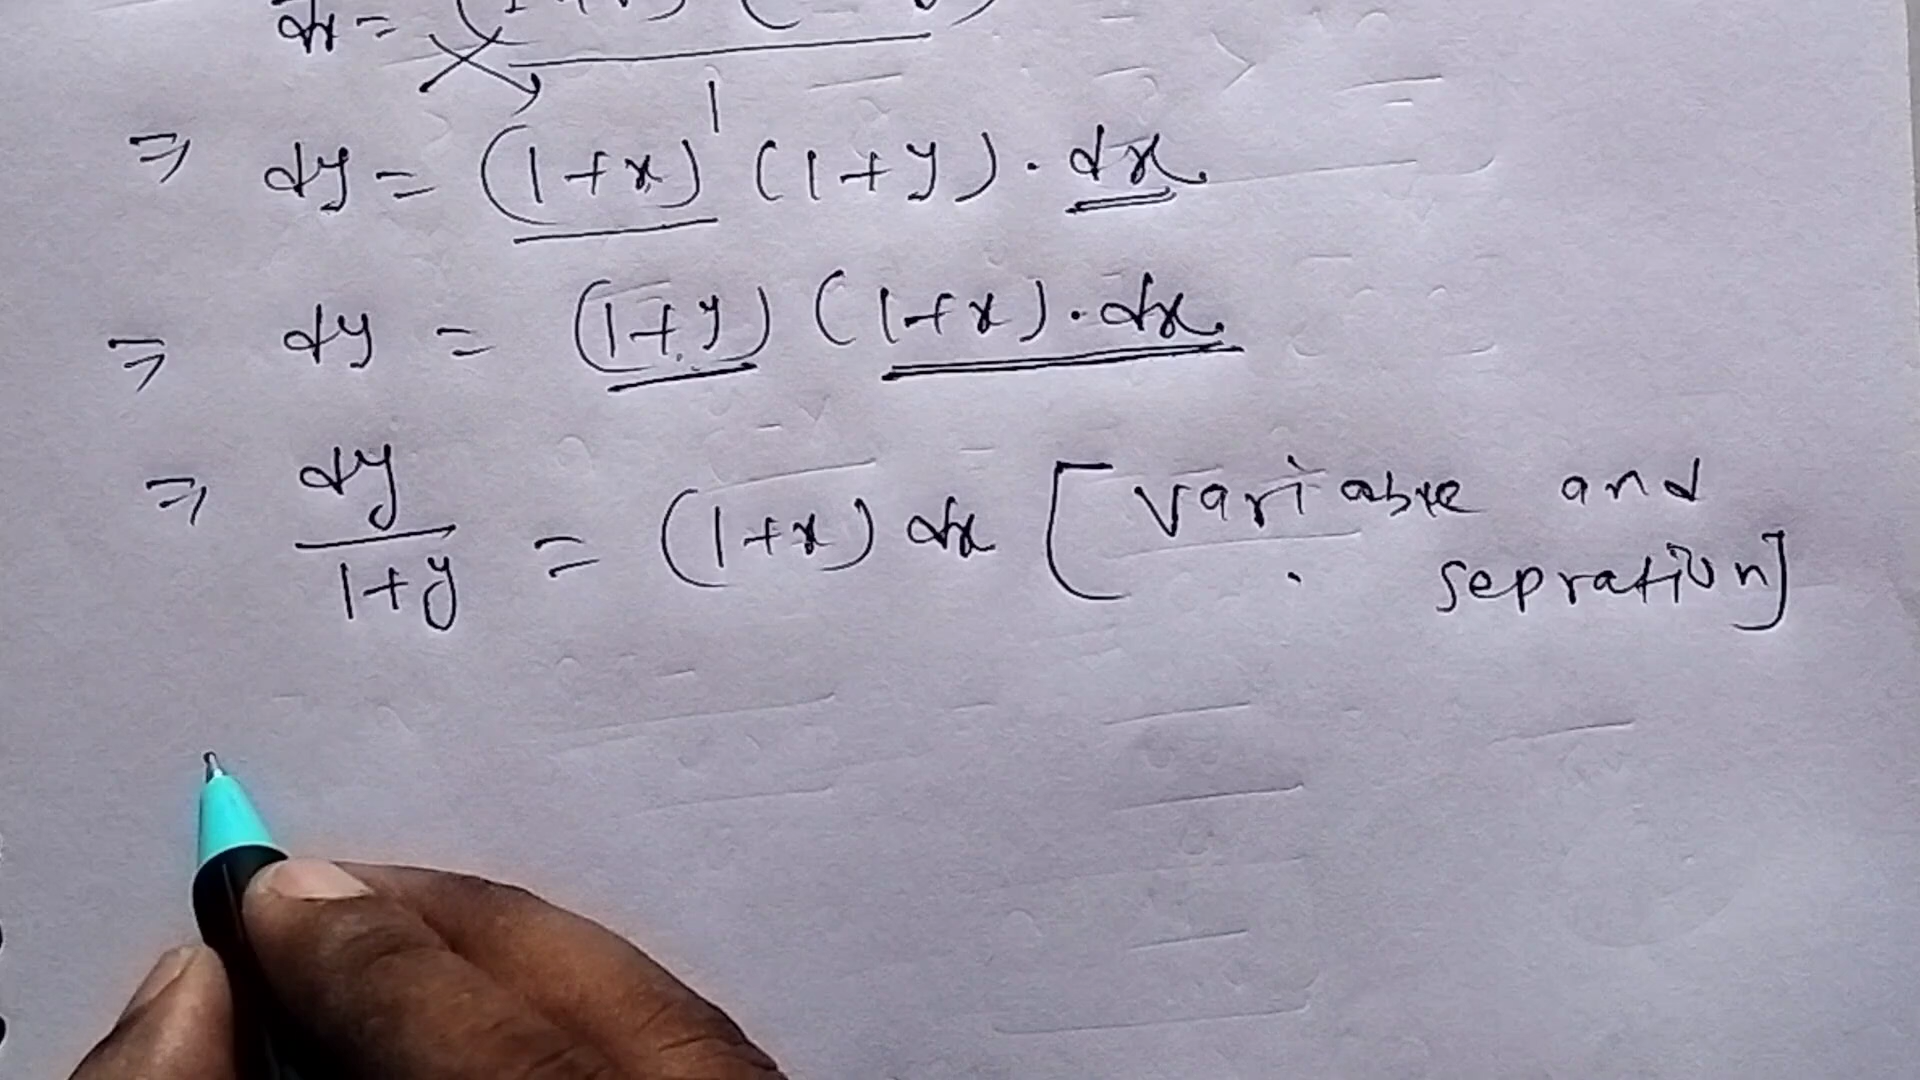 ⇒ dy = (1+x) (1+y) . dx
⇒ dy = (1+y) (1+x) . dx
⇒ dy/1+y = (1+x) dx [variable and
sepration]